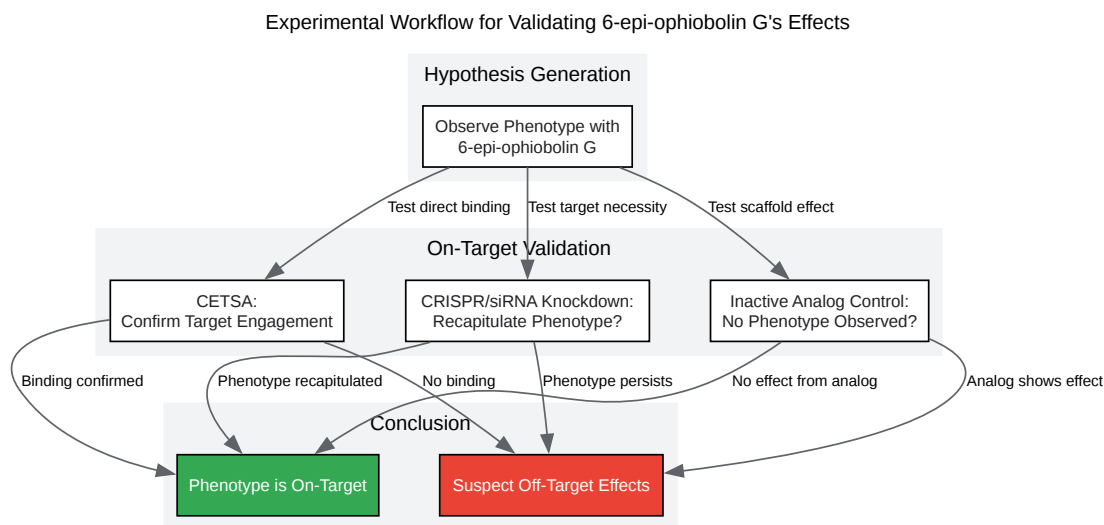 Experimental Workflow for Validating 6-epi-ophiobolin G's Effects
Hypothesis Generation
Observe Phenotype with
6-epi-ophiobolin G
Test direct binding
Test target necessity
Test scaffold effect
On-Target Validation
CETSA:
Confirm Target Engagement
CRISPR/siRNA Knockdown:
Recapitulate Phenotype?
Inactive Analog Control:
No Phenotype Observed?
Binding confirmed
Phenotype recapitulated
No binding
Phenotype persists
No effect from analog
Analog shows effect
Conclusion
Phenotype is On-Target
Suspect Off-Target Effects